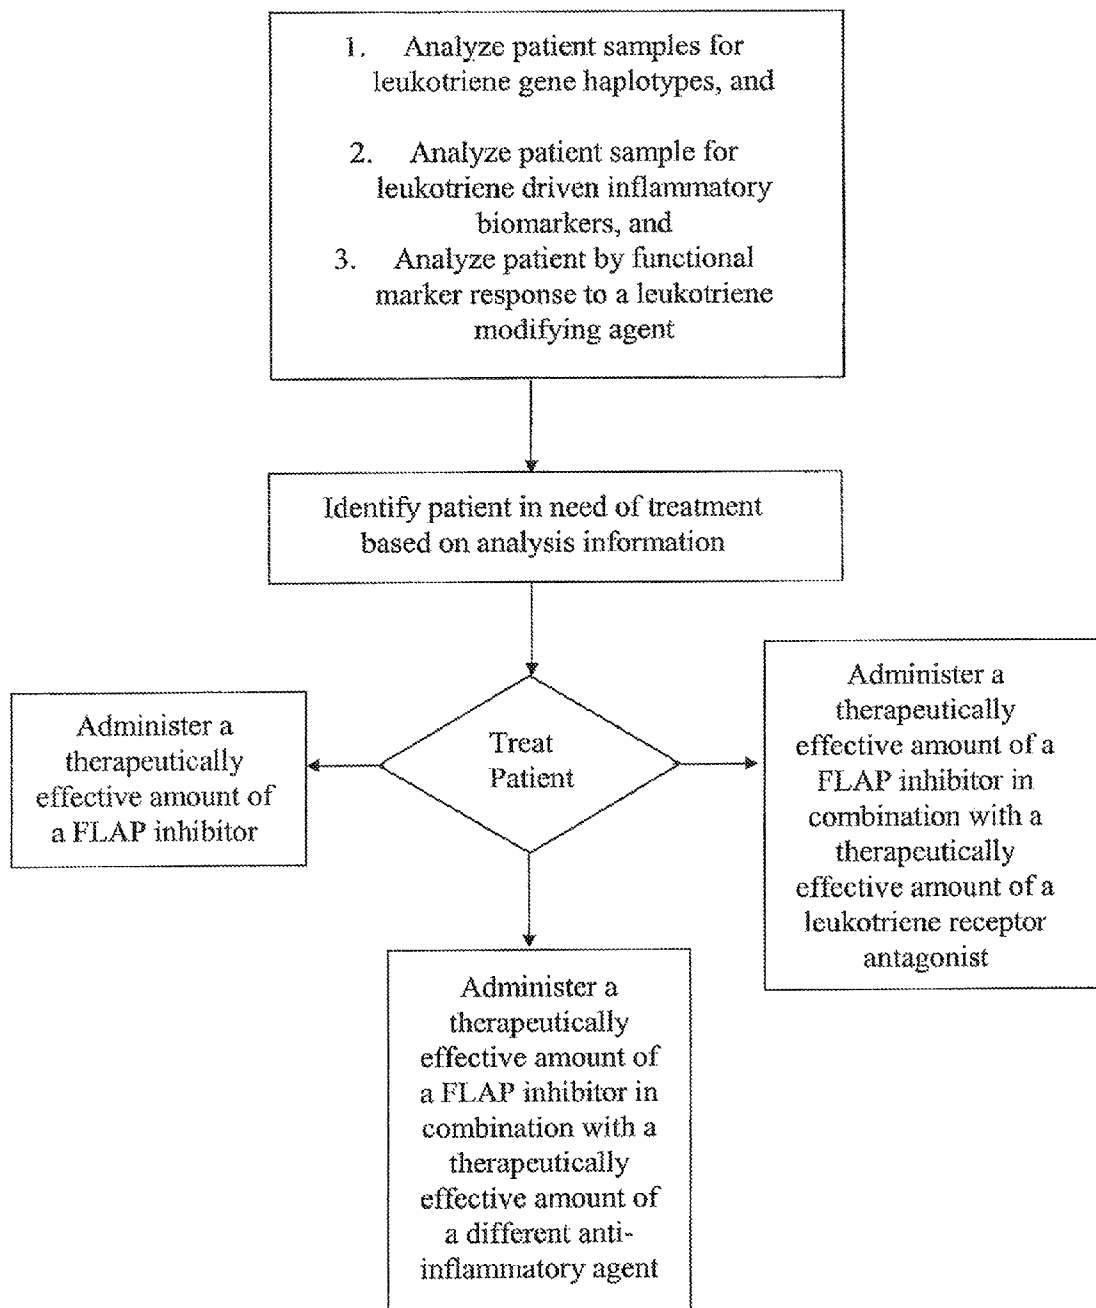 1. Analyze patient samples for
leukotriene gene haplotypes, and
2. Analyze patient sample for
leukotriene driven inflammatory
biomarkers, and
3. Analyze patient by functional
marker response to a leukotriene
modifying agent
Identify patient in need of treatment
based on analysis information
Treat
Patient
Administer a
therapeutically
effective amount of
a FLAP inhibitor
Administer a
therapeutically
effective amount of a
FLAP inhibitor in
combination with a
therapeutically
effective amount of a
leukotriene receptor
antagonist
Administer a
therapeutically
effective amount of
a FLAP inhibitor in
combination with a
therapeutically
effective amount of
a different anti-
inflammatory agent